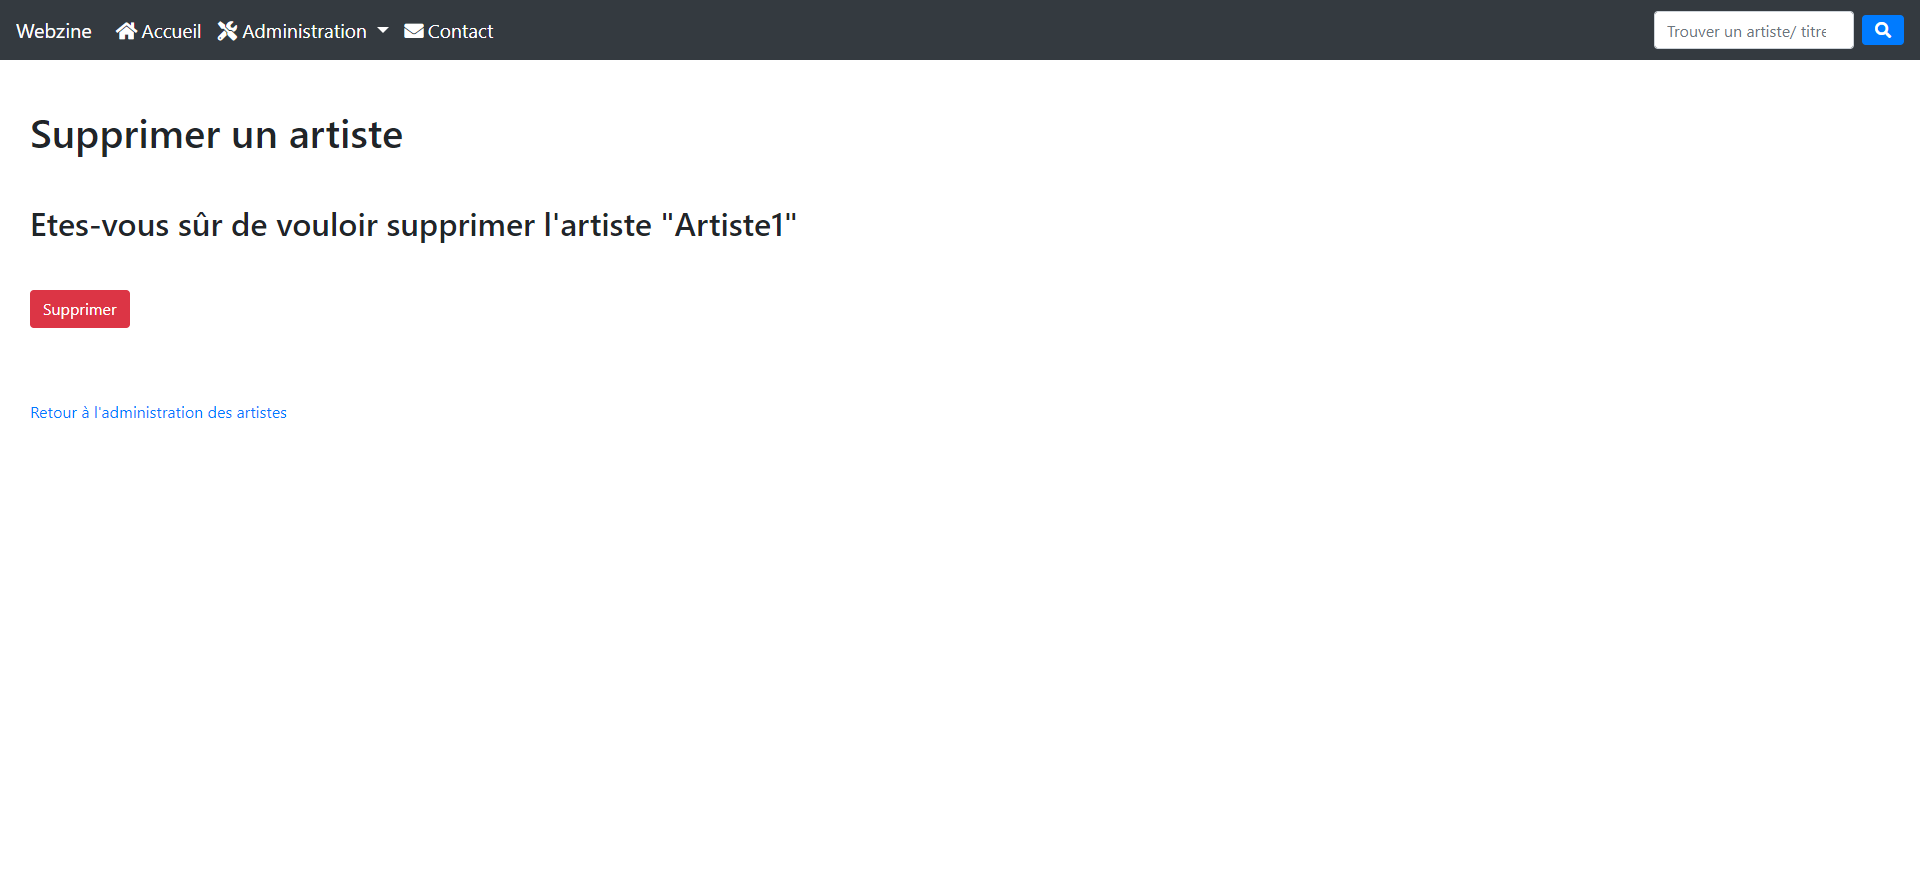 Webzine Accueil Administration Contact Trouver un artiste/ titre
Supprimer un artiste
Etes-vous sûr de vouloir supprimer l'artiste "Artiste1"
Supprimer
Retour à l'administration des artistes